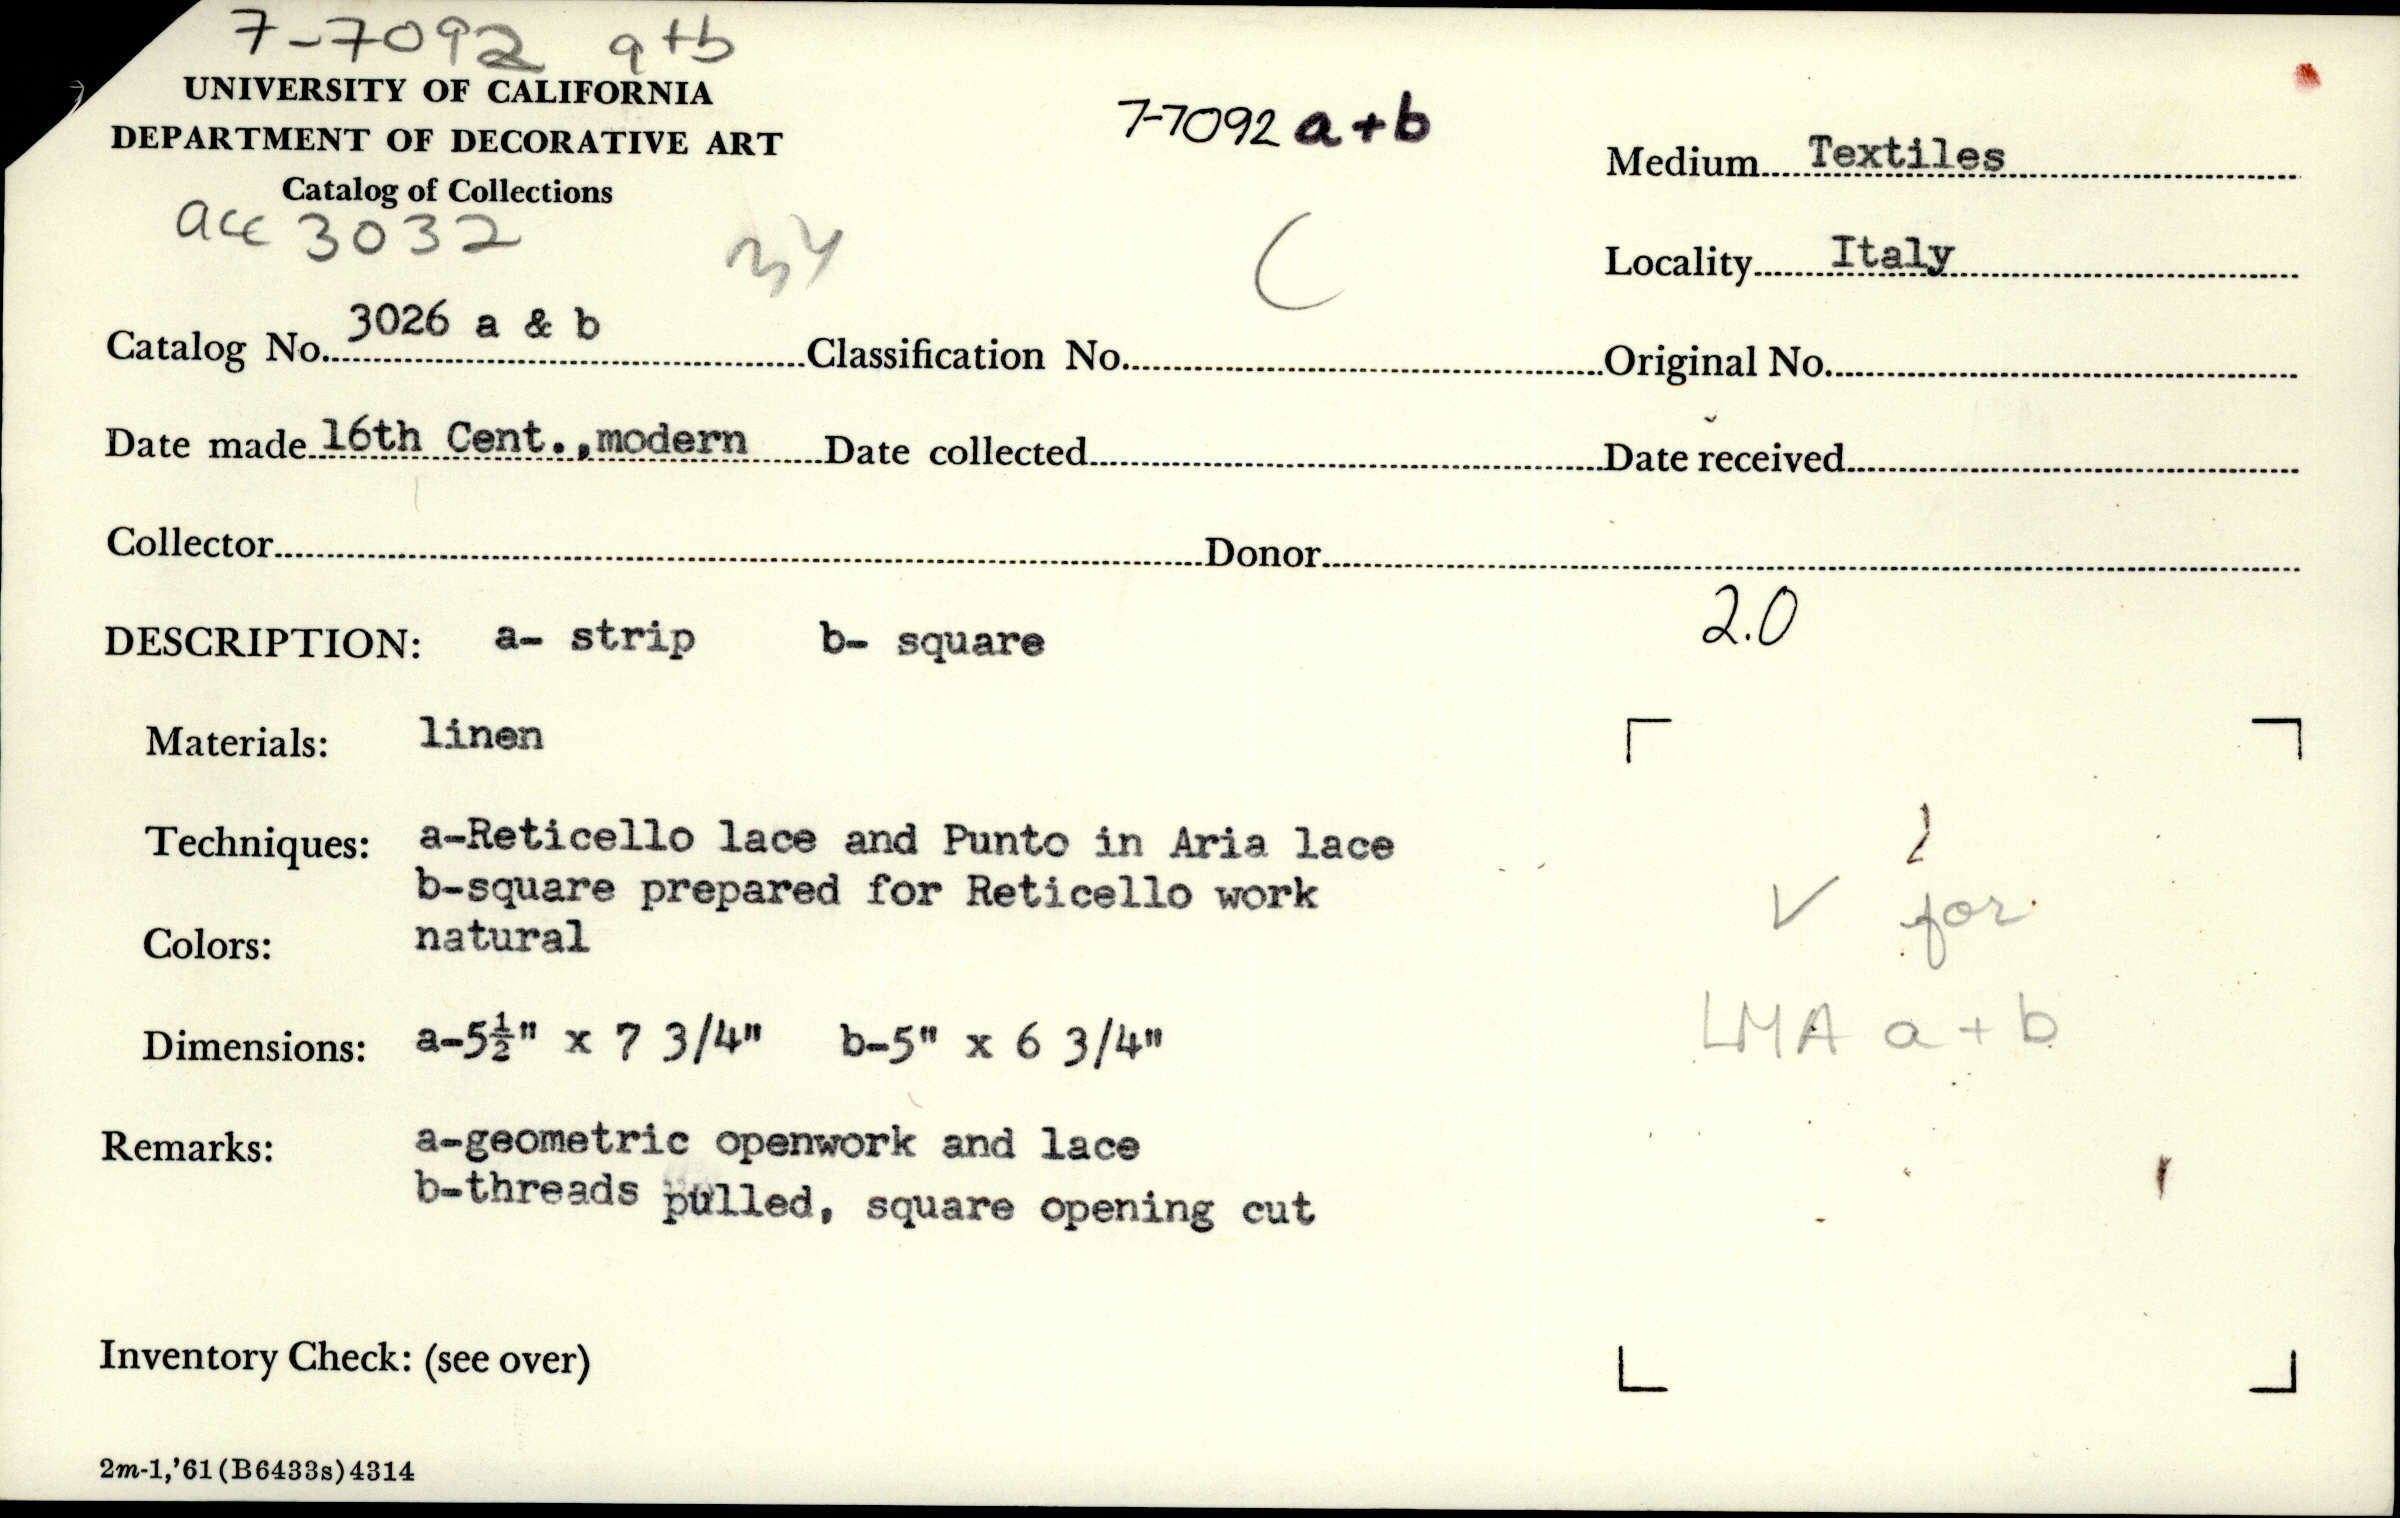 7-7092 a+b
UNIVERSITY OF CALIFORNIA
DEPARTMENT OF DECORATIVE ART
Catalog of Collections
acc 3032
7-7092 a+b
C
Medium Textiles
Locality Italy
Catalog No. 3026 a & b Classification No. Original No.
Date made 16th Cent., modern Date collected Date received
Collector Donor
2.0
DESCRIPTION: a- strip b- square
Materials: linen
Techniques: a-Reticello lace and Punto in Aria lace
b-square prepared for Reticello work
Colors: natural
✓ for
LMA a+b
Dimensions: a-5½" x 7 3/4" b-5" x 6 3/4"
Remarks: a-geometric openwork and lace
b-threads pulled, square opening cut
Inventory Check: (see over)
2m-1,'61(B6433s)4314